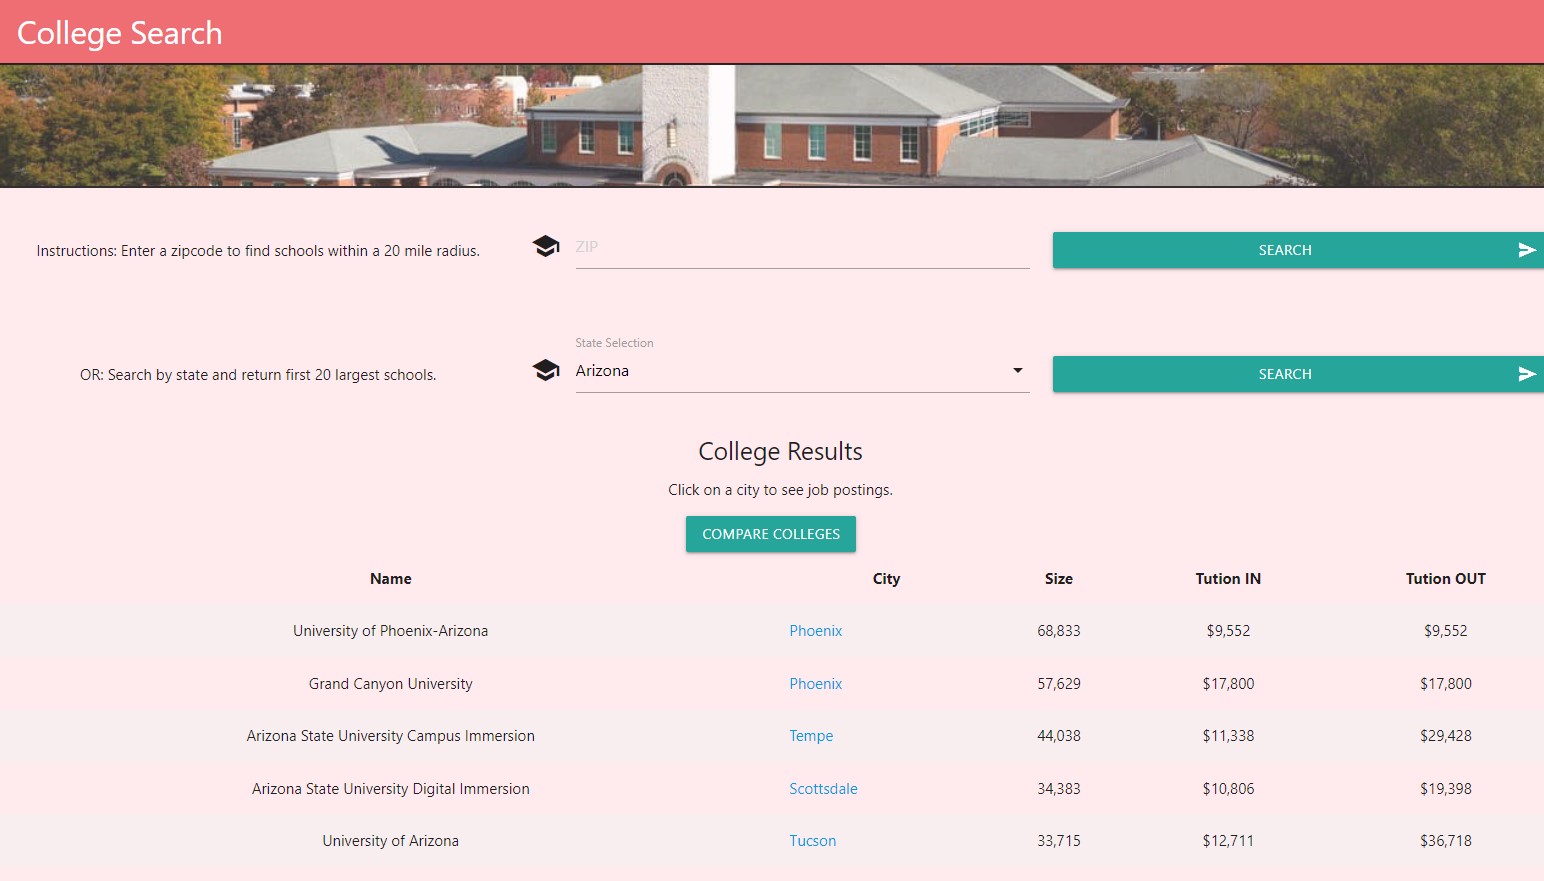 College Search
Instructions: Enter a zipcode to find schools within a 20 mile radius.
ZIP
SEARCH
State Selection
OR: Search by state and return first 20 largest schools.
Arizona
SEARCH
College Results
Click on a city to see job postings.
COMPARE COLLEGES
Name City Size Tution IN Tution OUT
University of Phoenix-Arizona Phoenix 68,833 $9,552 $9,552
Grand Canyon University Phoenix 57,629 $17,800 $17,800
Arizona State University Campus Immersion Tempe 44,038 $11,338 $29,428
Arizona State University Digital Immersion Scottsdale 34,383 $10,806 $19,398
University of Arizona Tucson 33,715 $12,711 $36,718